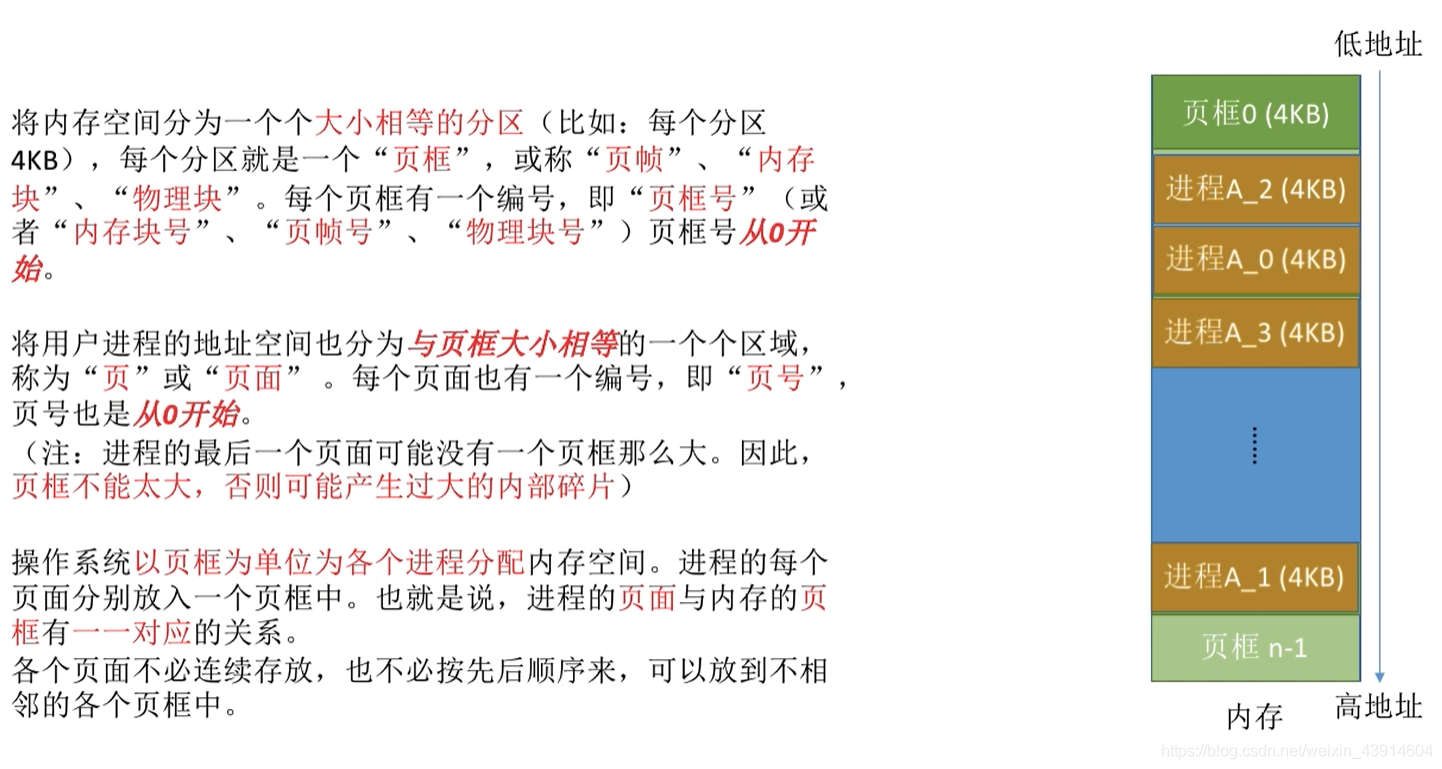 将内存空间分为一个个大小相等的分区（比如：每个分区
4KB），每个分区就是一个“页框”，或称“页帧”、“内存
块”、“物理块”。每个页框有一个编号，即“页框号”（或
者“内存块号”、“页帧号”、“物理块号”）页框号从0开
始。
将用户进程的地址空间也分为与页框大小相等的一个个区域，
称为“页”或“页面” 。每个页面也有一个编号，即“页号”，
页号也是从0开始。
（注：进程的最后一个页面可能没有一个页框那么大。因此，
页框不能太大，否则可能产生过大的内部碎片）
操作系统以页框为单位为各个进程分配内存空间。进程的每个
页面分别放入一个页框中。也就是说，进程的页面与内存的页
框有一一对应的关系。
各个页面不必连续存放，也不必按先后顺序来，可以放到不相
邻的各个页框中。
低地址
页框0 (4KB)
进程A_2 (4KB)
进程A_0 (4KB)
进程A_3 (4KB)
......
进程A_1 (4KB)
页框 n-1
内存
高地址
https://blog.csdn.net/weixin_43914604